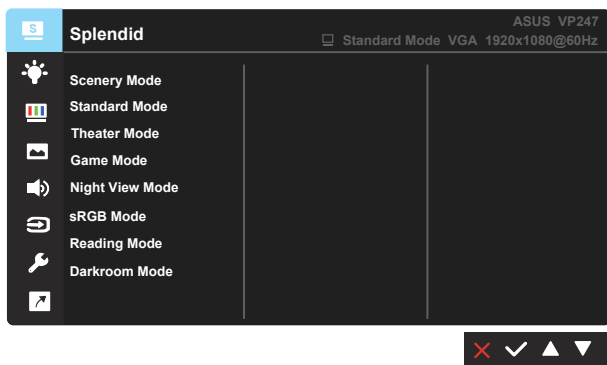 S
Splendid
ASUS VP247
Standard Mode VGA 1920x1080@60Hz
Scenery Mode
Standard Mode
Theater Mode
Game Mode
Night View Mode
sRGB Mode
Reading Mode
Darkroom Mode